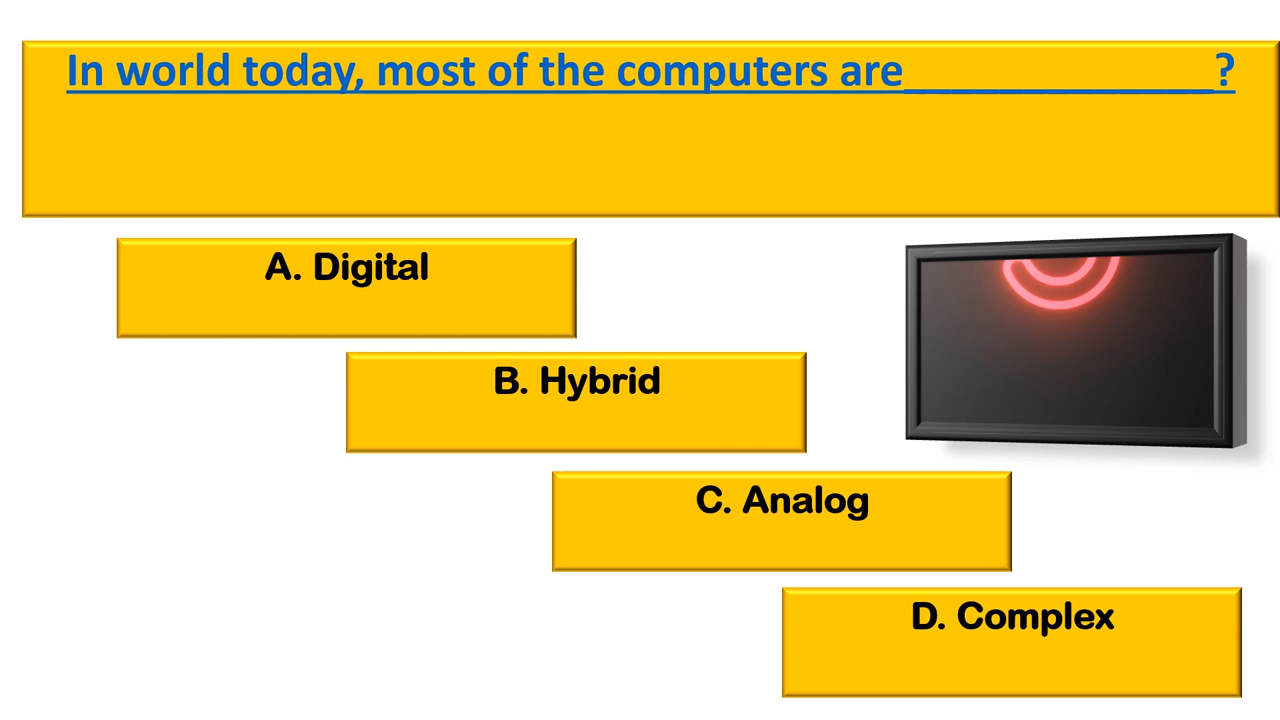 In world today, most of the computers are______________?
A. Digital
B. Hybrid
C. Analog
D. Complex